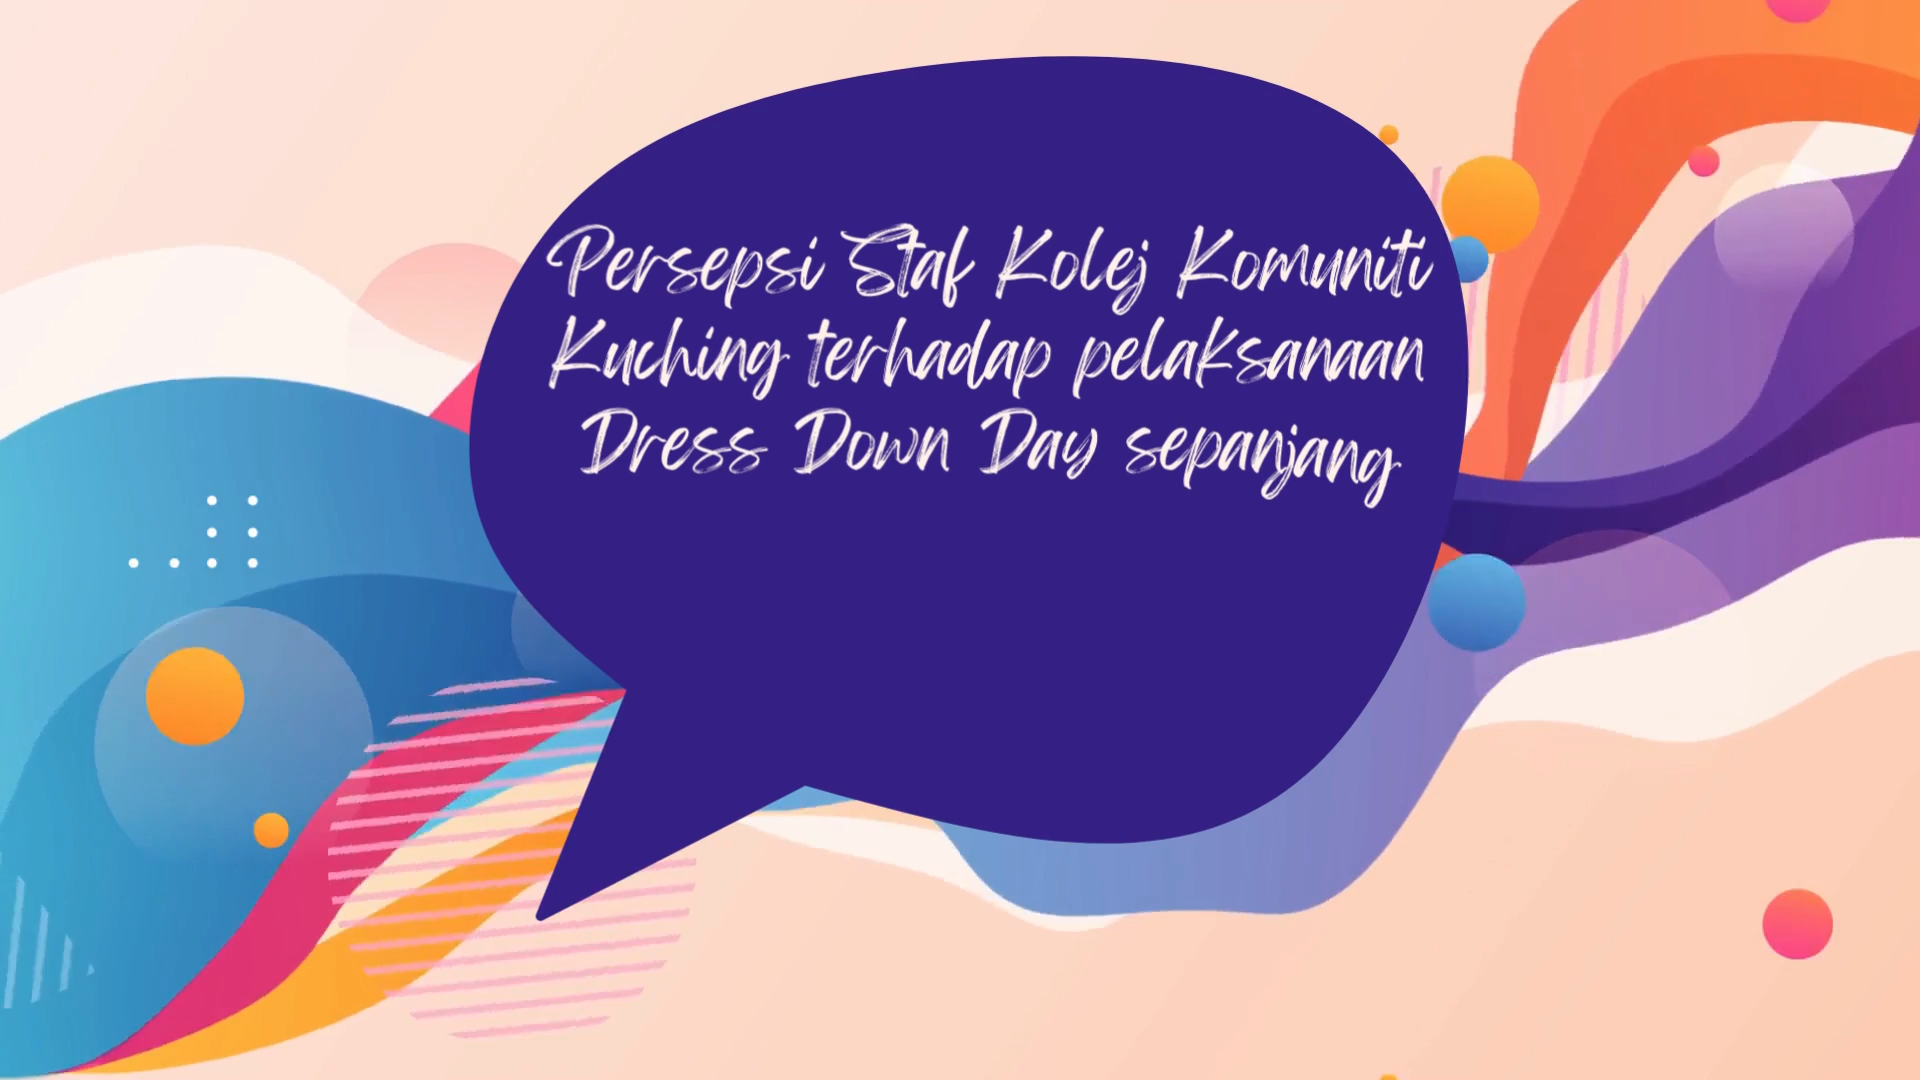 Persepsi Staf Kolej Komuniti
Kuching terhadap pelaksanaan
Dress Down Day sepanjang